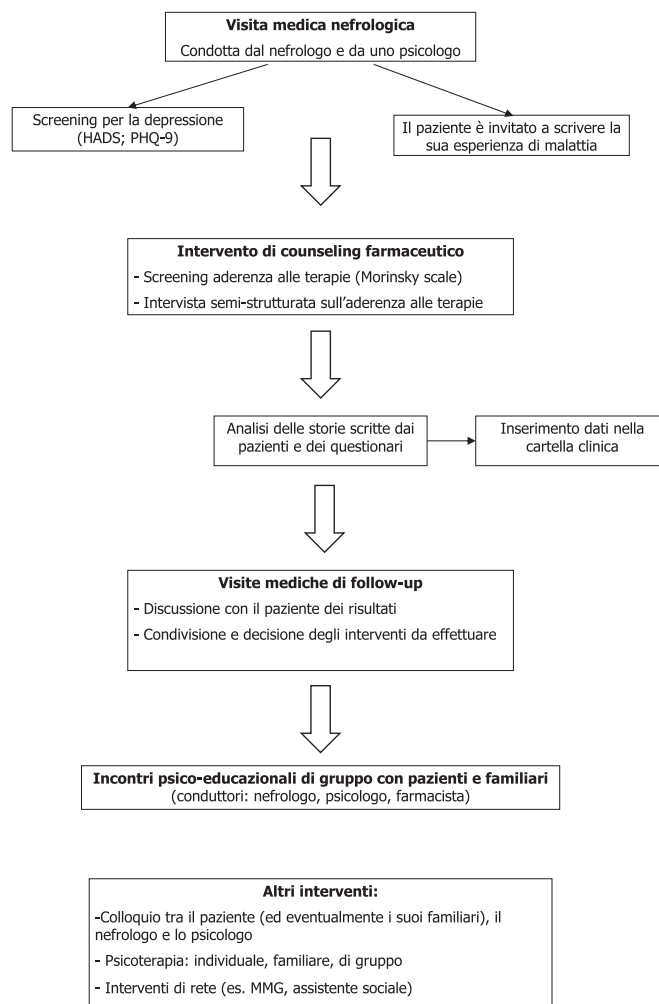 Visita medica nefrologica
Condotta dal nefrologo e da uno psicologo
Screening per la depressione
(HADS; PHQ-9)
Il paziente è invitato a scrivere la
sua esperienza di malattia
Intervento di counseling farmaceutico
- Screening aderenza alle terapie (Morinsky scale)
- Intervista semi-strutturata sull'aderenza alle terapie
Analisi delle storie scritte dai
pazienti e dei questionari
Inserimento dati nella
cartella clinica
Visite mediche di follow-up
- Discussione con il paziente dei risultati
- Condivisione e decisione degli interventi da effettuare
Incontri psico-educazionali di gruppo con pazienti e familiari
(conduttori: nefrologo, psicologo, farmacista)
Altri interventi:
-Colloquio tra il paziente (ed eventualmente i suoi familiari), il
nefrologo e lo psicologo
- Psicoterapia: individuale, familiare, di gruppo
- Interventi di rete (es. MMG, assistente sociale)